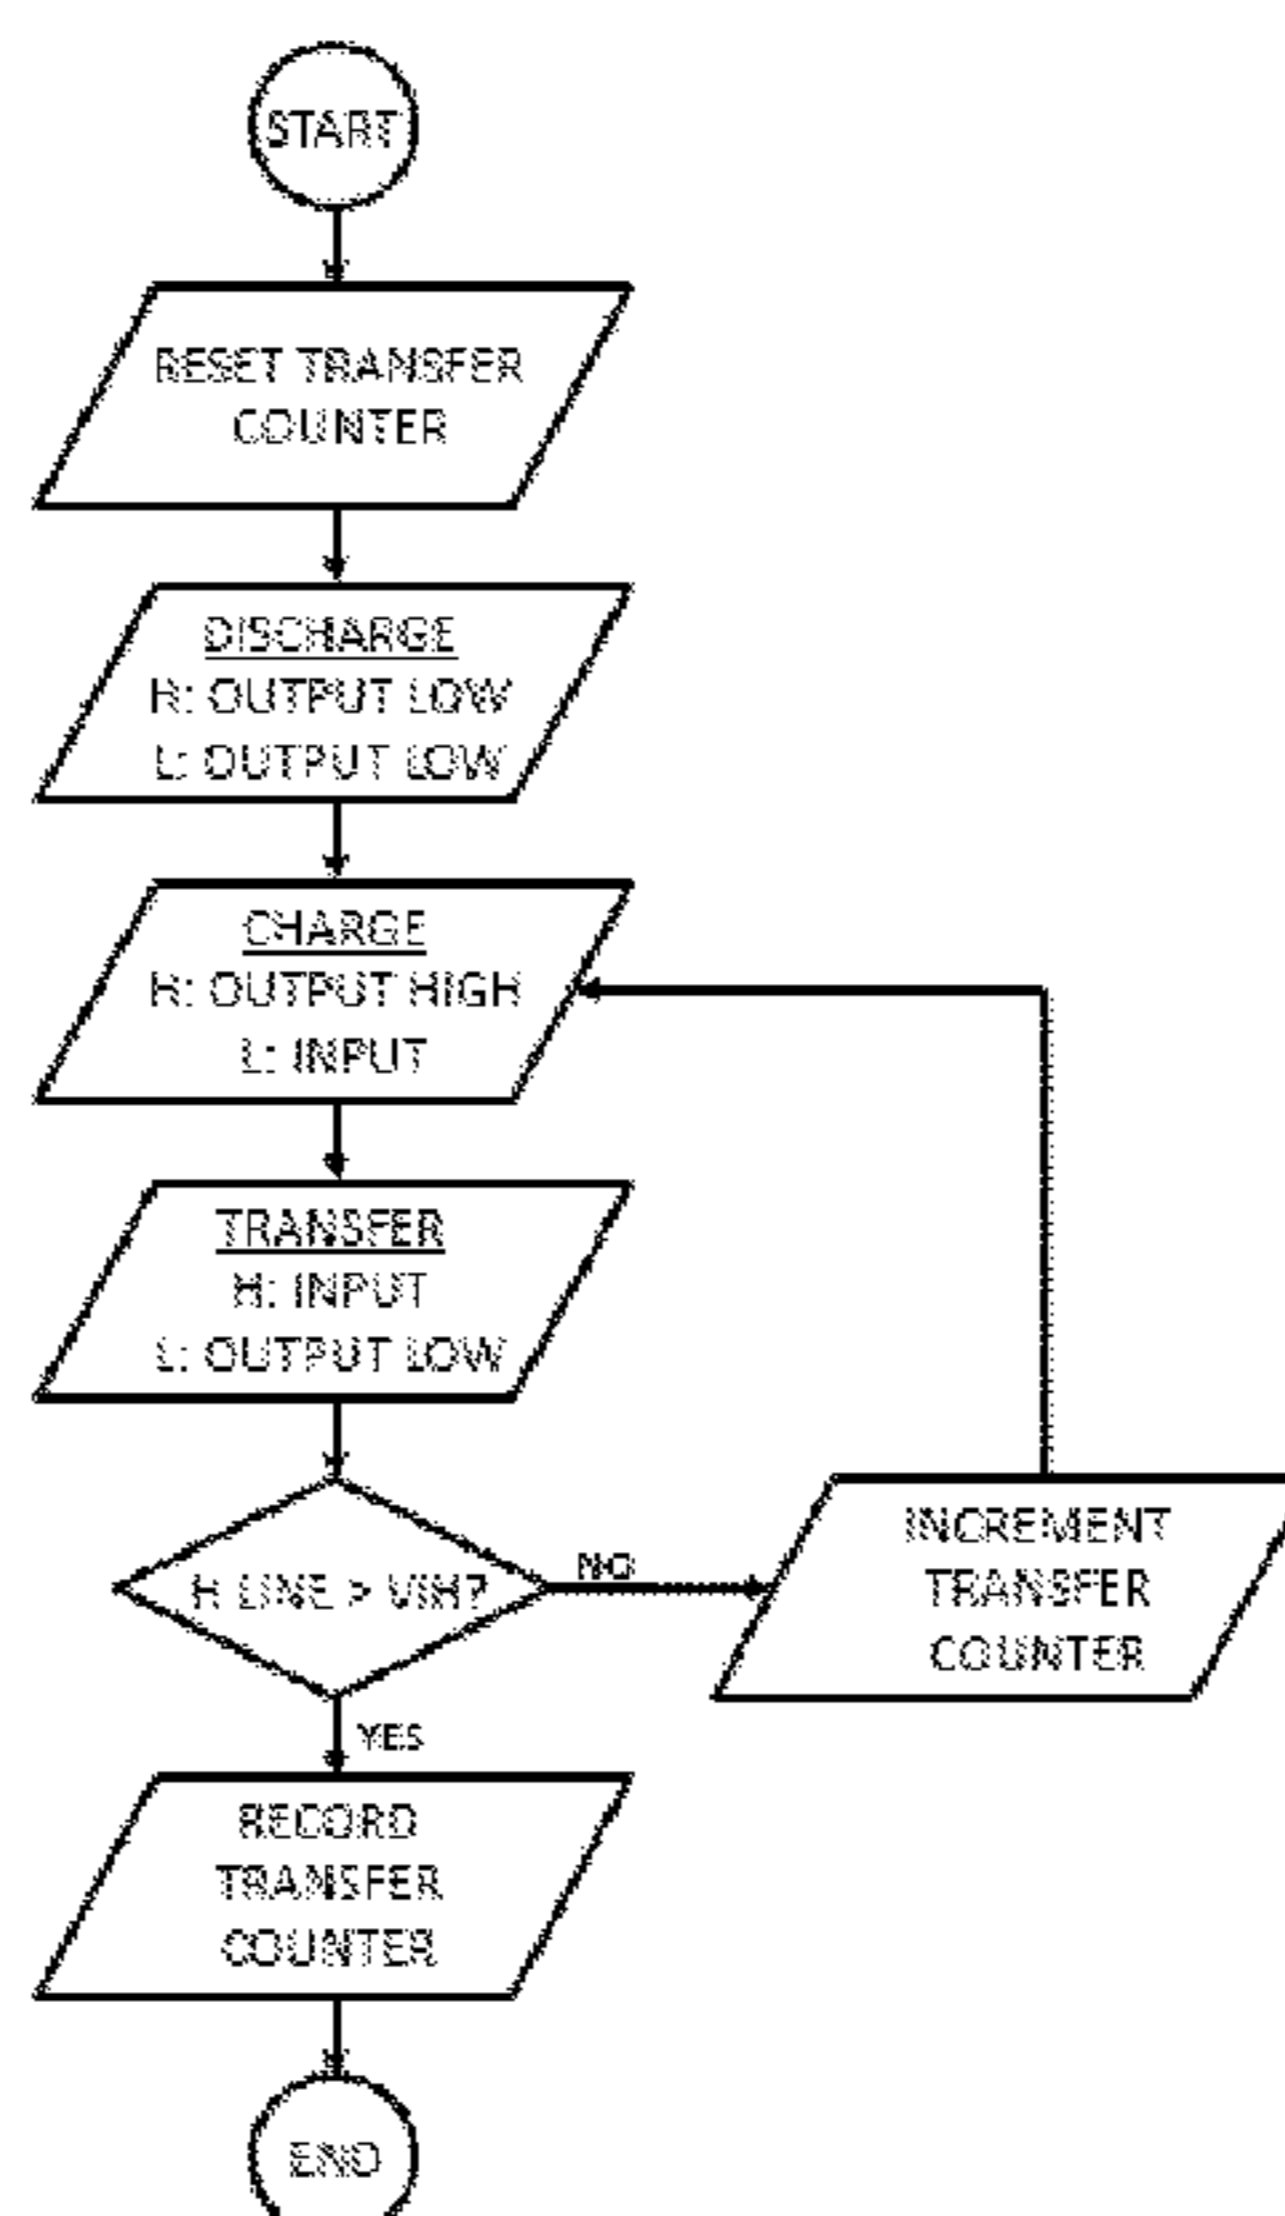 START
RESET TRANSFER
COUNTER
DISCHARGE
H: OUTPUT LOW
L: OUTPUT LOW
CHARGE
H: OUTPUT HIGH
L: INPUT
TRANSFER
H: INPUT
L: OUTPUT LOW
H LINE > VIH?
NO
INCREMENT
TRANSFER
COUNTER
YES
RECORD
TRANSFER
COUNTER
END